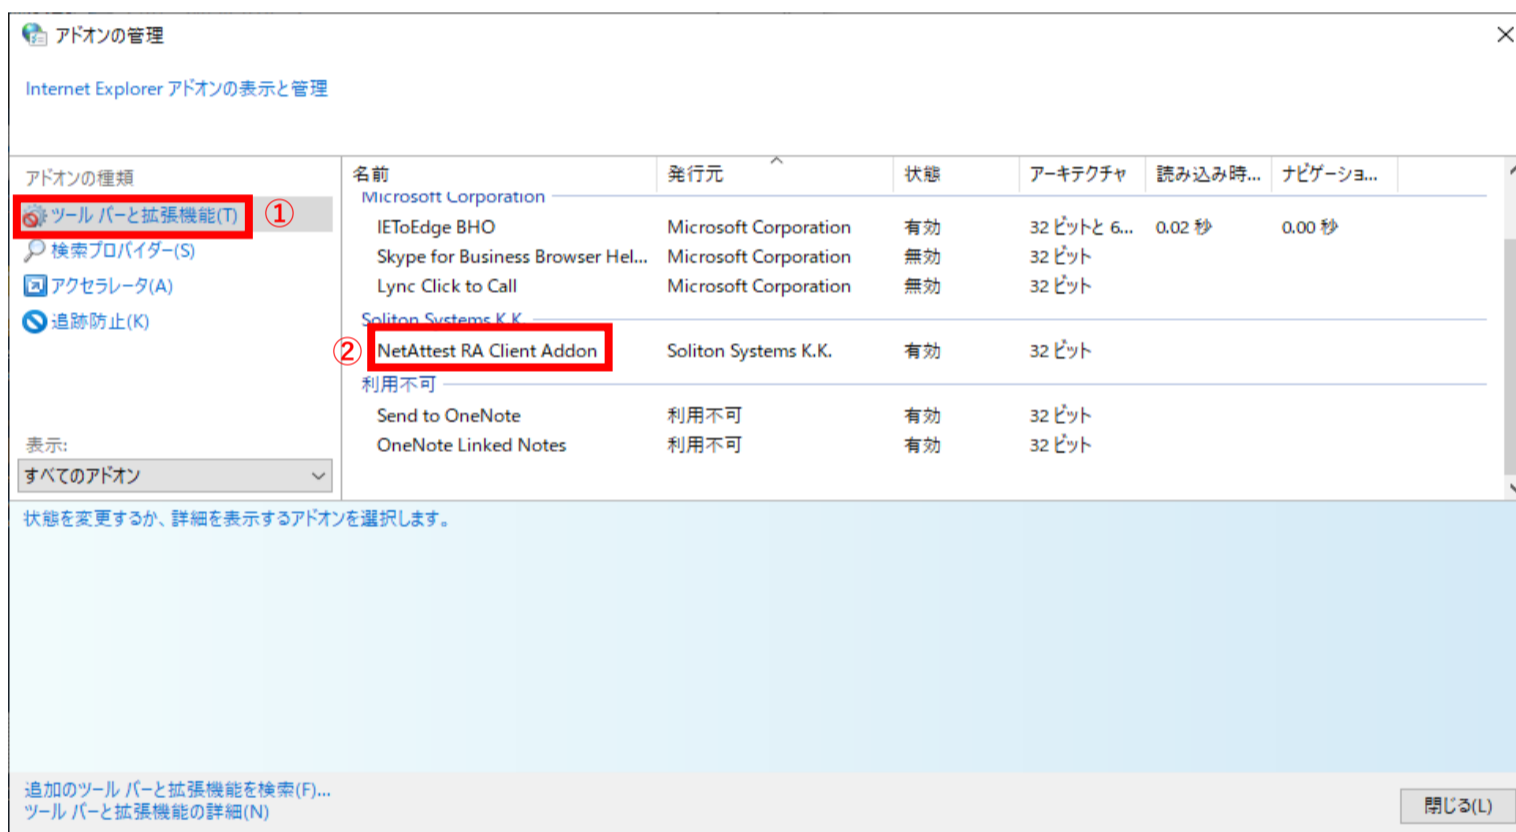 アドオンの管理
Internet Explorer アドオンの表示と管理
アドオンの種類
ツール バーと拡張機能(T) ①
検索プロバイダー(S)
アクセラレータ(A)
追跡防止(K)
表示:
すべてのアドオン
名前 発行元 状態 アーキテクチャ 読み込み時... ナビゲーショ...
Microsoft Corporation
IEToEdge BHO Microsoft Corporation 有効 32 ビットと 6... 0.02 秒 0.00 秒
Skype for Business Browser Hel... Microsoft Corporation 無効 32 ビット
Lync Click to Call Microsoft Corporation 無効 32 ビット
Soliton Systems K.K.
② NetAttest RA Client Addon Soliton Systems K.K. 有効 32 ビット
利用不可
Send to OneNote 利用不可 有効 32 ビット
OneNote Linked Notes 利用不可 有効 32 ビット
状態を変更するか、詳細を表示するアドオンを選択します。
追加のツール バーと拡張機能を検索(F)...
ツール バーと拡張機能の詳細(N)
閉じる(L)